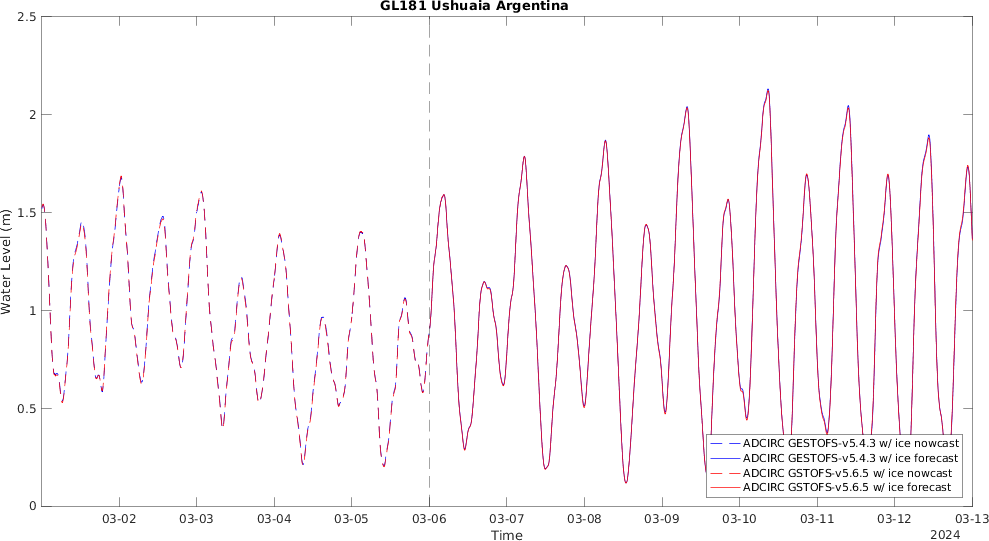 GL181 Ushuaia Argentina
2.5
2
1.5
1
0.5
0
Water Level (m)
03-02
03-03
03-04
03-05
03-06
03-07
03-08
03-09
03-10
03-11
03-12
03-13
Time
2024
ADCIRC GESTOFS-v5.4.3 w/ ice nowcast
ADCIRC GESTOFS-v5.4.3 w/ ice forecast
ADCIRC GSTOFS-v5.6.5 w/ ice nowcast
ADCIRC GSTOFS-v5.6.5 w/ ice forecast